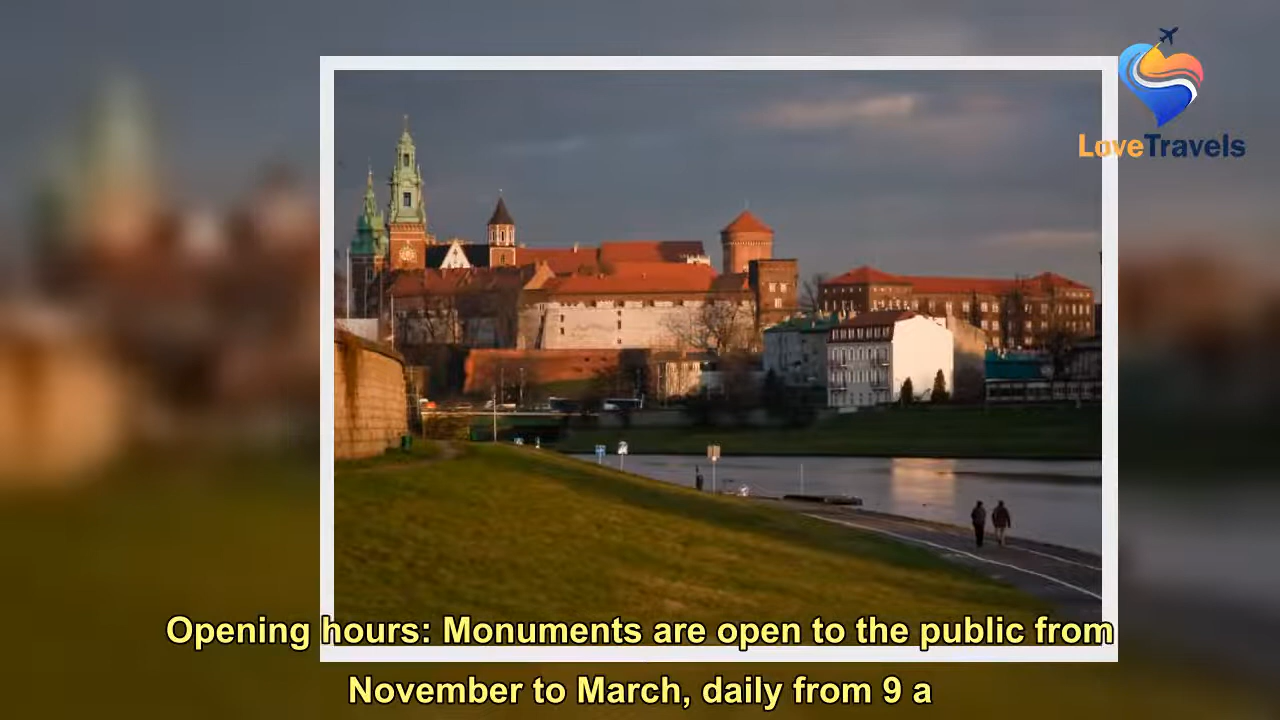 LoveTravels
Opening hours: Monuments are open to the public from
November to March, daily from 9 a